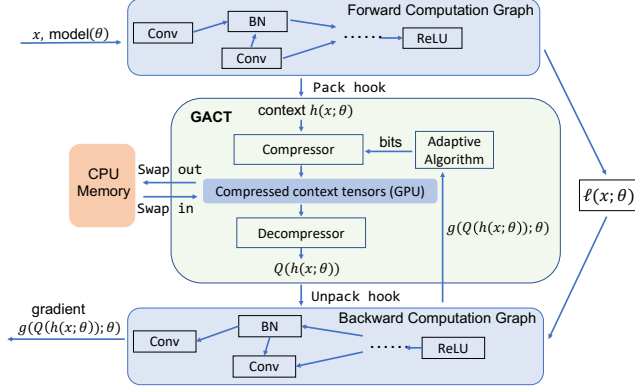 Forward Computation Graph
x, model(θ)
BN
Conv
Conv
......
ReLU
Pack hook
GACT
context h(x; θ)
bits
Compressor
Adaptive
Algorithm
CPU
Memory
Swap out
Swap in
Compressed context tensors (GPU)
ℓ(x; θ)
g(Q(h(x; θ)); θ)
Decompressor
Q(h(x; θ))
Unpack hook
gradient
g(Q(h(x; θ)); θ)
Backward Computation Graph
BN
Conv
Conv
......
ReLU